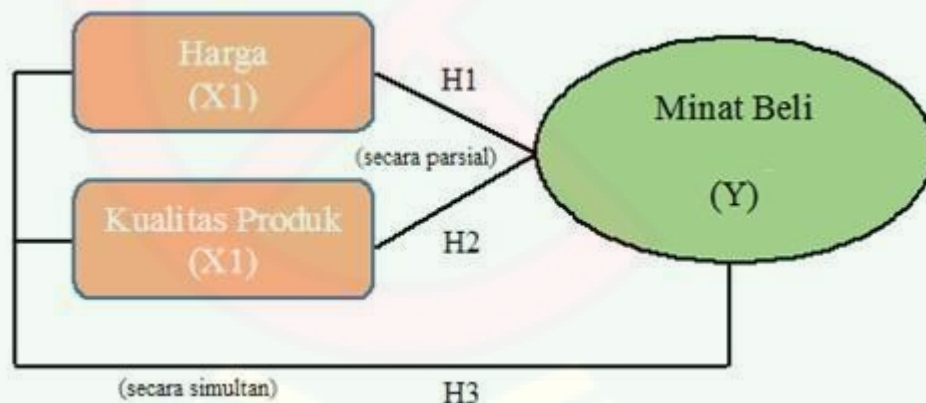 Harga
(X1)
H1
Minat Beli
(Y)
(secara parsial)
Kualitas Produk
(X1)
H2
(secara simultan)
H3